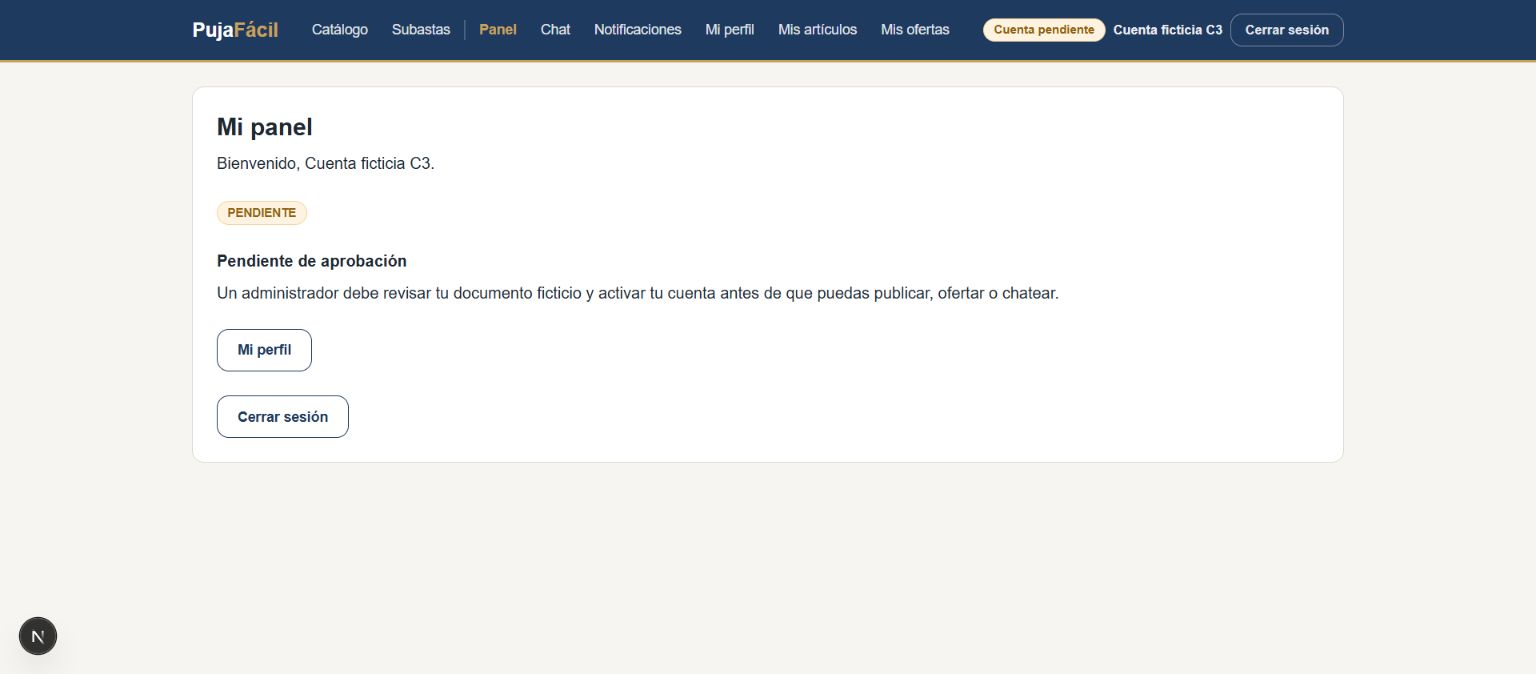 PujaFácil Catálogo Subastas Panel Chat Notificaciones Mi perfil Mis artículos Mis ofertas Cuenta pendiente Cuenta ficticia C3 Cerrar sesión
Mi panel
Bienvenido, Cuenta ficticia C3.
PENDIENTE
Pendiente de aprobación
Un administrador debe revisar tu documento ficticio y activar tu cuenta antes de que puedas publicar, ofertar o chatear.
Mi perfil
Cerrar sesión
N